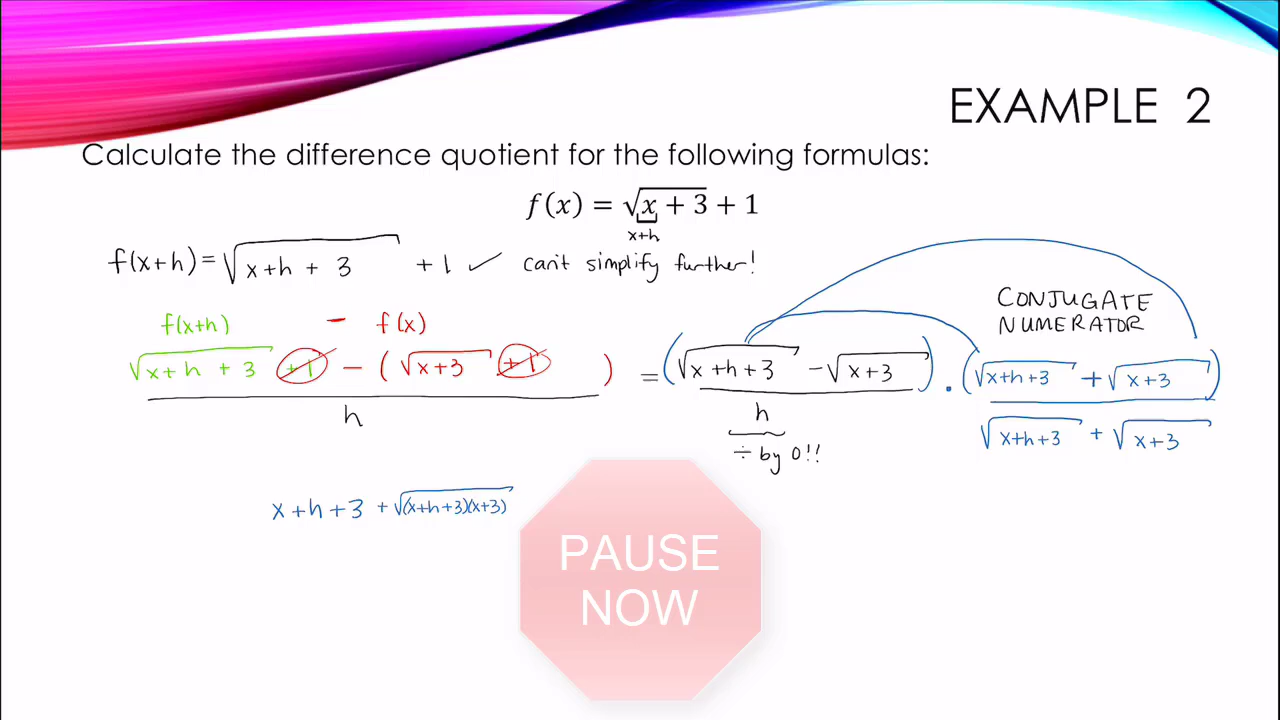 EXAMPLE 2
Calculate the difference quotient for the following formulas:
f(x) = √(x + 3) + 1
x+h
f(x+h) = √(x+h + 3) + 1 ✓ can't simplify further!
CONJUGATE
NUMERATOR
f(x+h) − f(x)
√(x+h+3) +1 − (√(x+3) +1) = (√(x+h+3) − √(x+3)) · (√(x+h+3) + √(x+3))
h h √(x+h+3) + √(x+3)
÷ by 0!!
x+h+3 + √((x+h+3)(x+3))
PAUSE
NOW